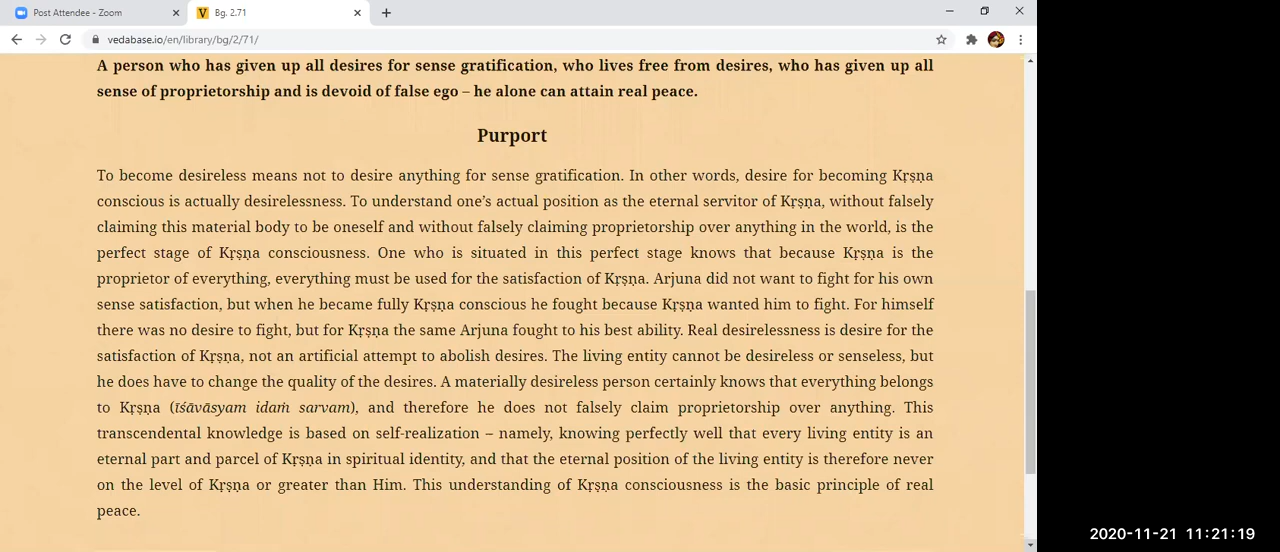 Post Attendee - Zoom
Bg. 2.71
vedabase.io/en/library/bg/2/71/
A person who has given up all desires for sense gratification, who lives free from desires, who has given up all
sense of proprietorship and is devoid of false ego – he alone can attain real peace.
Purport
To become desireless means not to desire anything for sense gratification. In other words, desire for becoming Kṛṣṇa
conscious is actually desirelessness. To understand one’s actual position as the eternal servitor of Kṛṣṇa, without falsely
claiming this material body to be oneself and without falsely claiming proprietorship over anything in the world, is the
perfect stage of Kṛṣṇa consciousness. One who is situated in this perfect stage knows that because Kṛṣṇa is the
proprietor of everything, everything must be used for the satisfaction of Kṛṣṇa. Arjuna did not want to fight for his own
sense satisfaction, but when he became fully Kṛṣṇa conscious he fought because Kṛṣṇa wanted him to fight. For himself
there was no desire to fight, but for Kṛṣṇa the same Arjuna fought to his best ability. Real desirelessness is desire for the
satisfaction of Kṛṣṇa, not an artificial attempt to abolish desires. The living entity cannot be desireless or senseless, but
he does have to change the quality of the desires. A materially desireless person certainly knows that everything belongs
to Kṛṣṇa (īśāvāsyam idaṁ sarvam), and therefore he does not falsely claim proprietorship over anything. This
transcendental knowledge is based on self-realization – namely, knowing perfectly well that every living entity is an
eternal part and parcel of Kṛṣṇa in spiritual identity, and that the eternal position of the living entity is therefore never
on the level of Kṛṣṇa or greater than Him. This understanding of Kṛṣṇa consciousness is the basic principle of real
peace.
2020-11-21 11:21:19